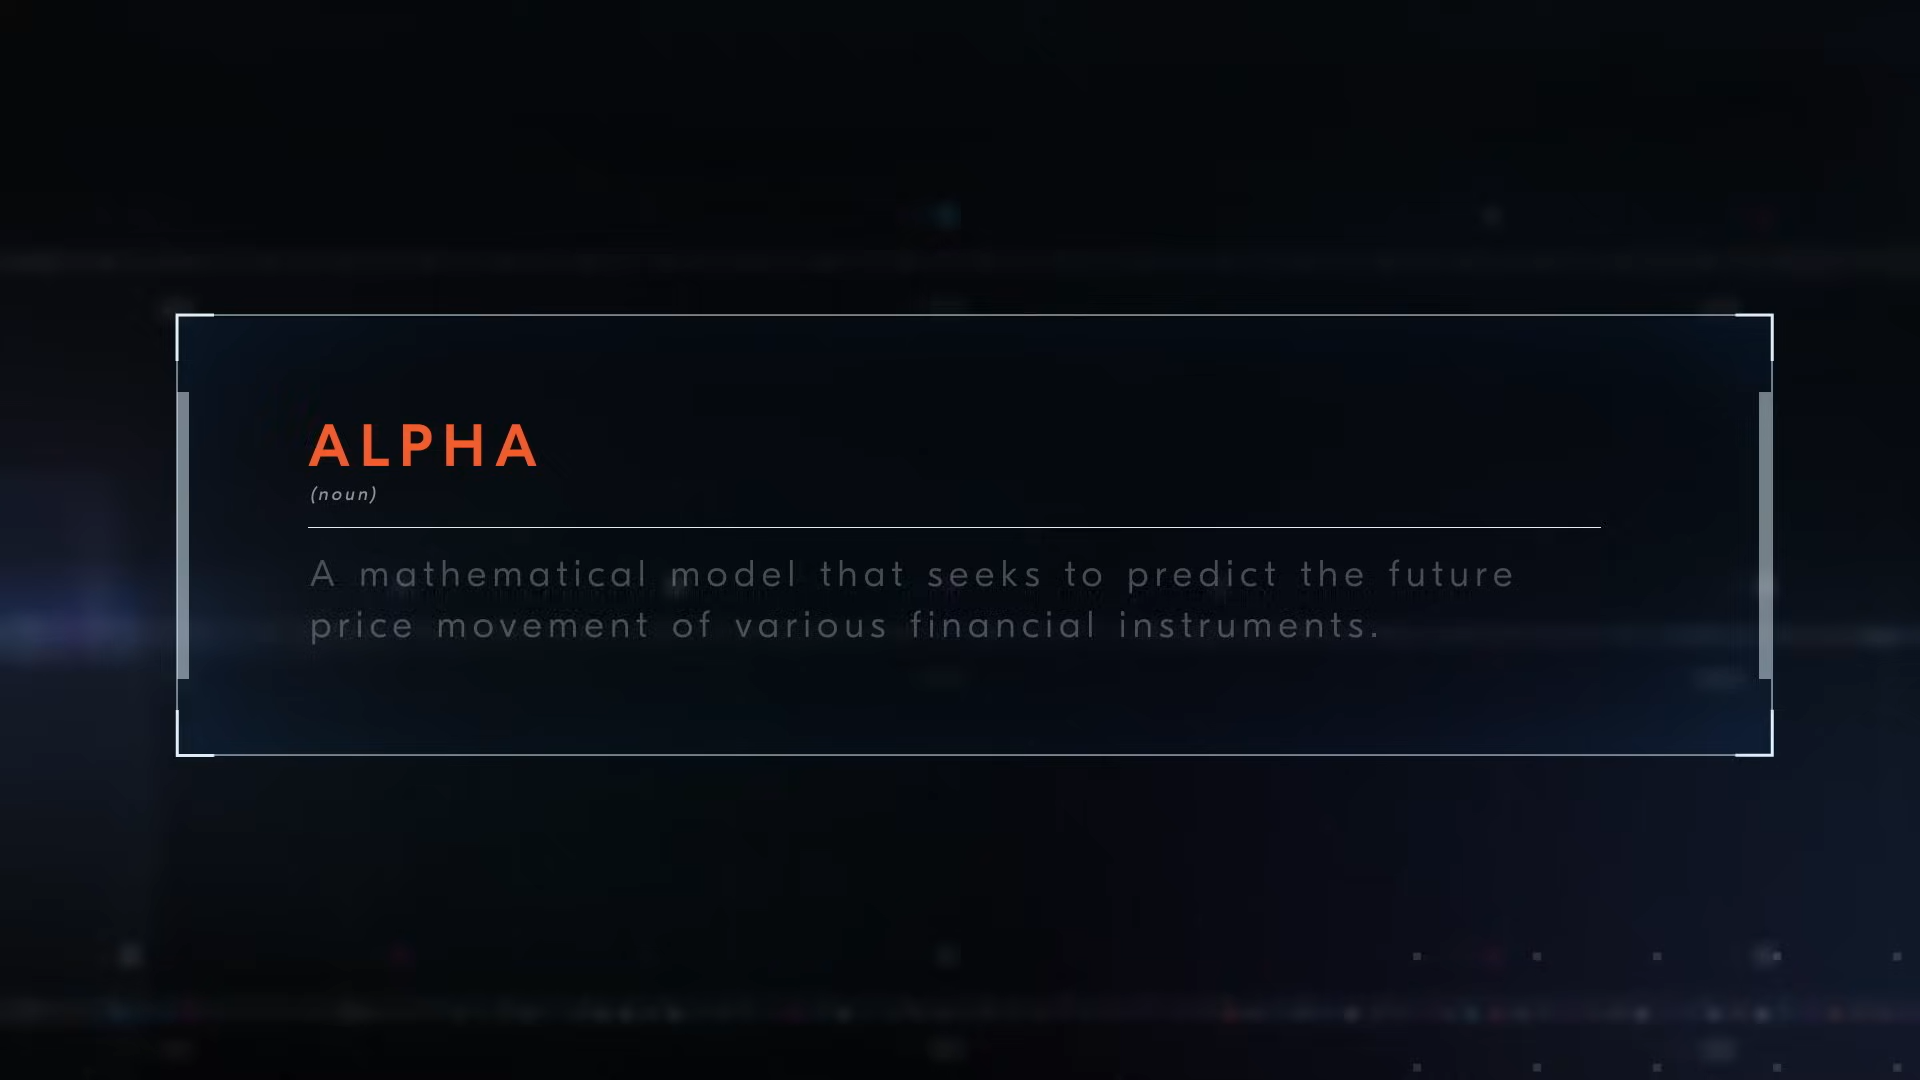 ALPHA
(noun)
A mathematical model that seeks to predict the future
price movement of various financial instruments.